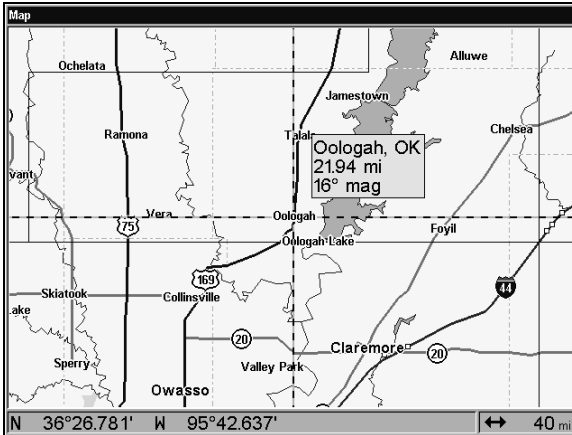 Map
Alluwe
Ochelata
Jamestown
Ramona
Talala
Chelsea
Oologah, OK
21.94 mi
16° mag
vant
Vera
75
Oologah
Foyil
Oologah Lake
169
44
Skiatook
Collinsville
Lake
20
Claremore
20
Sperry
Valley Park
Owasso
N 36°26.781' W 95°42.637'
40 mi